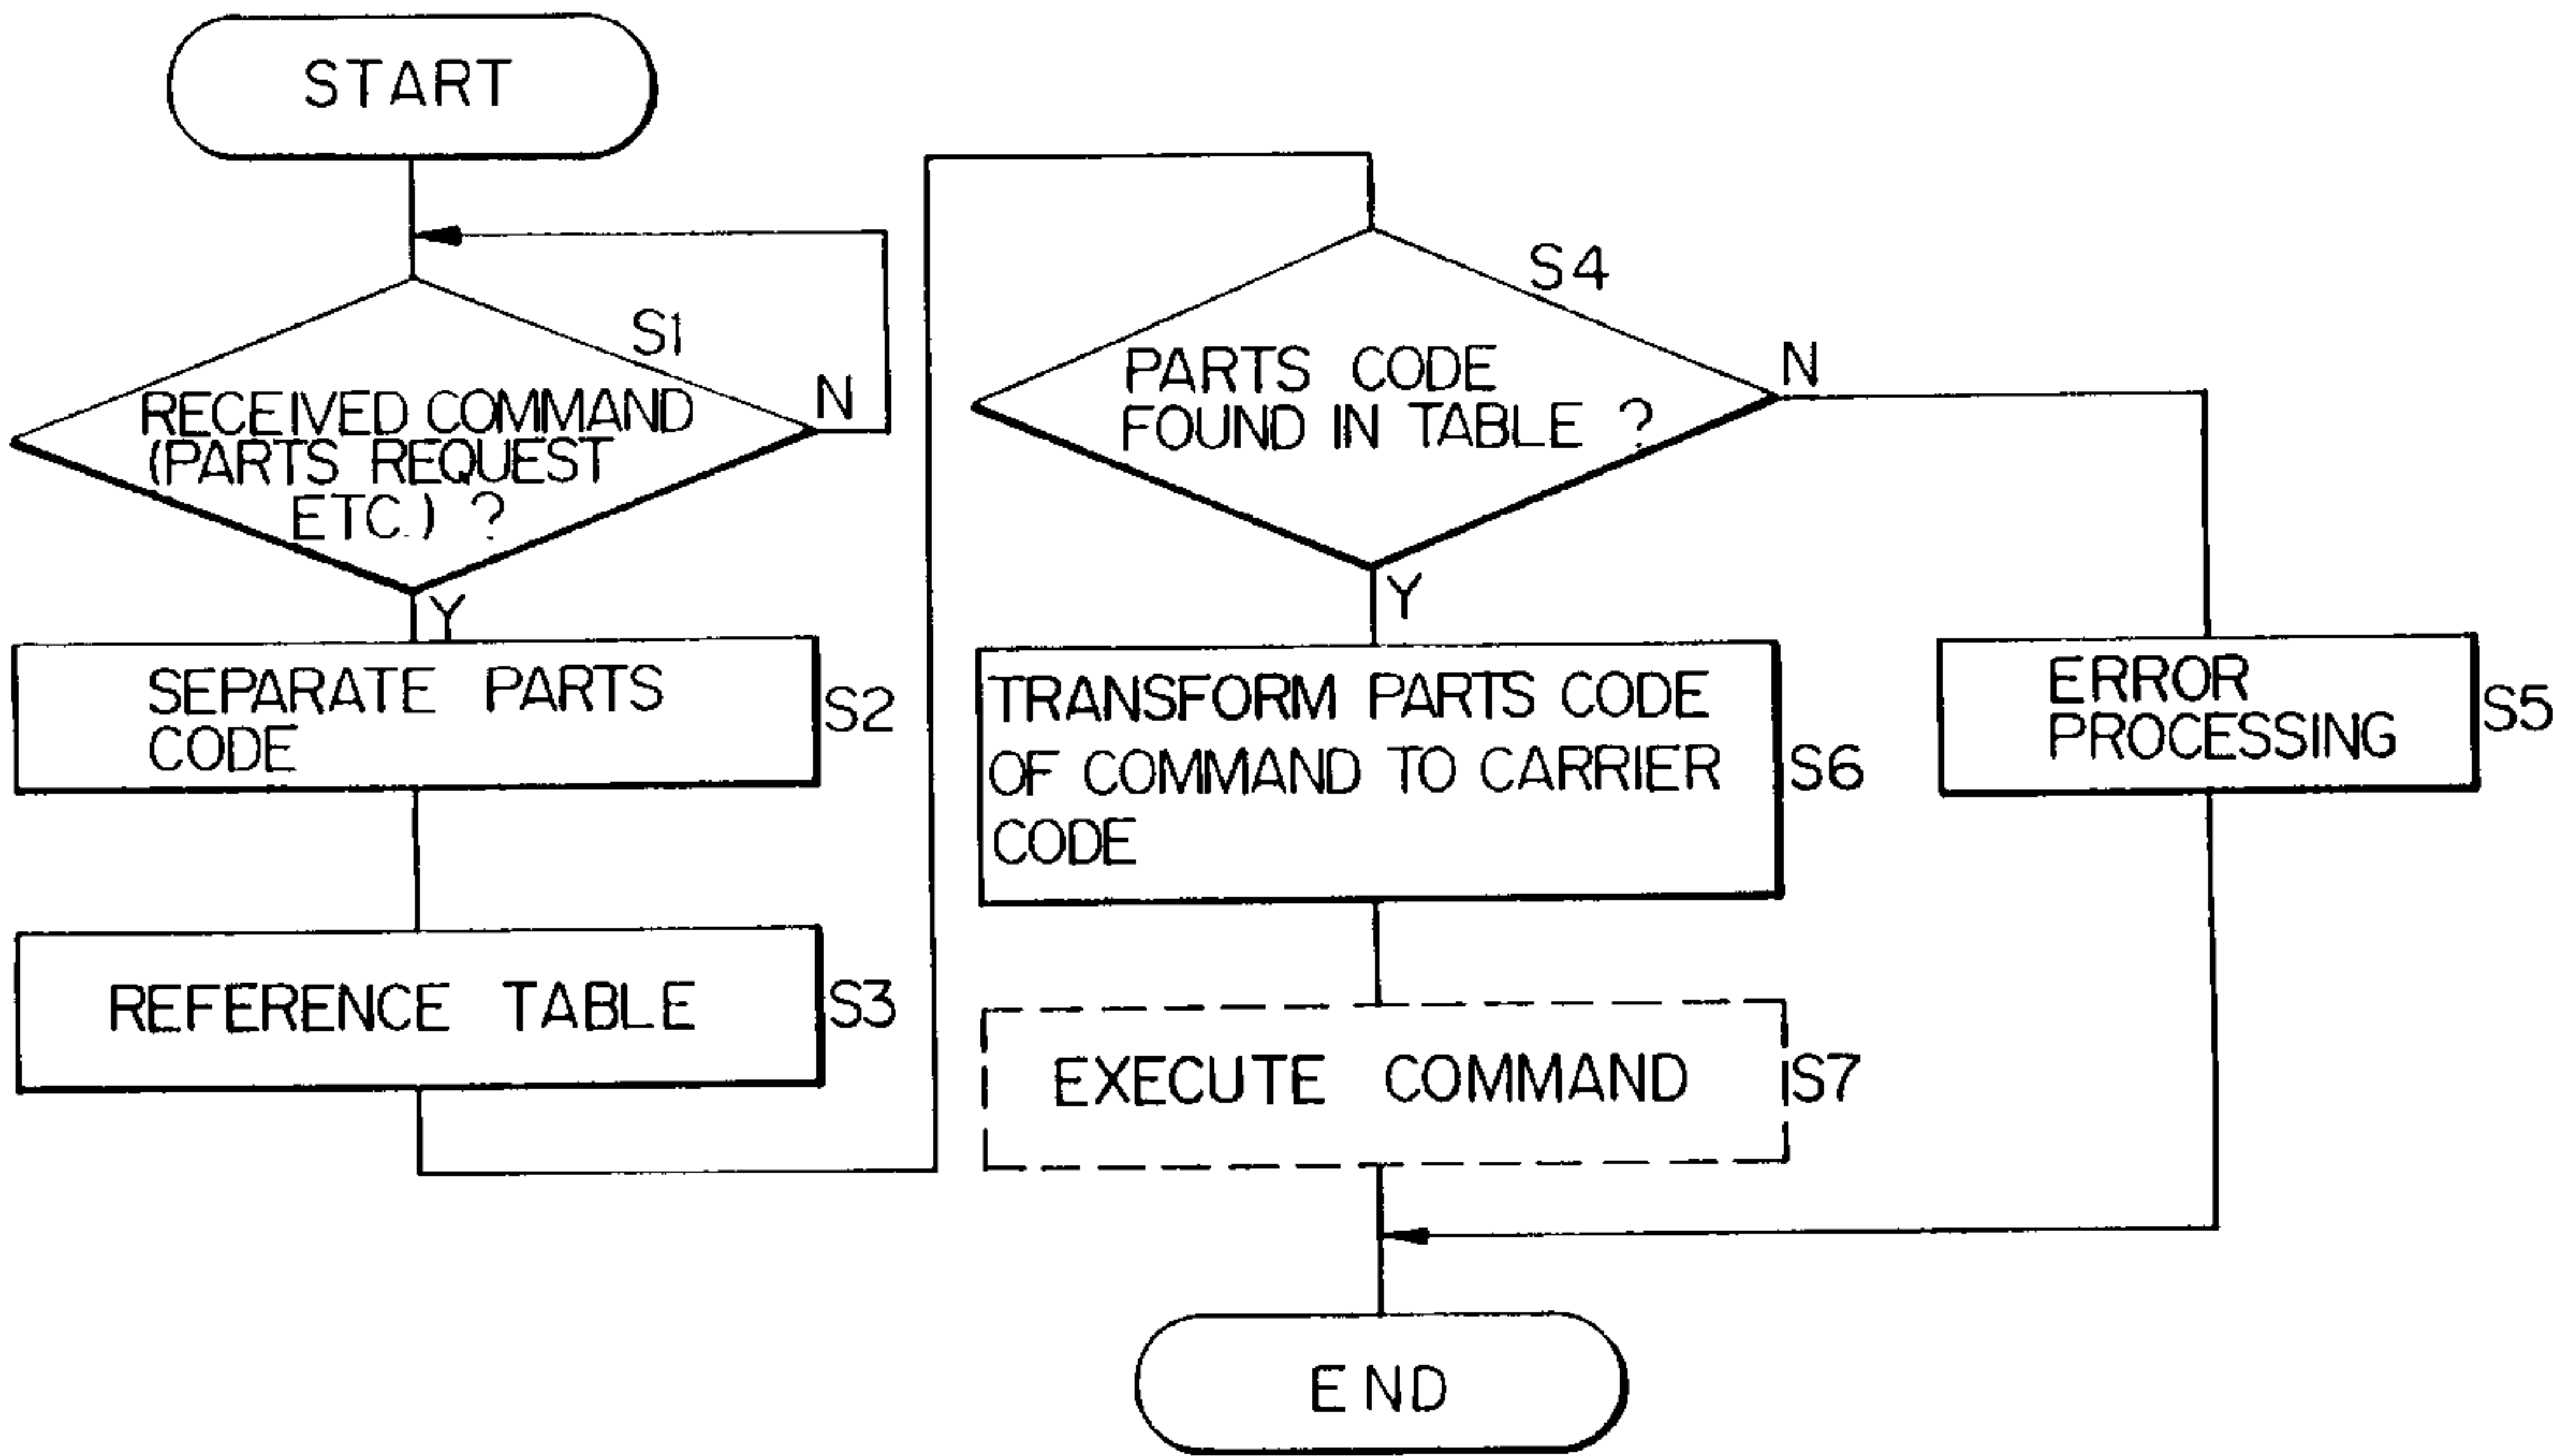 START
S1
RECEIVED COMMAND
(PARTS REQUEST
ETC.) ?
N
Y
SEPARATE PARTS
CODE
S2
REFERENCE TABLE
S3
S4
PARTS CODE
FOUND IN TABLE ?
N
Y
TRANSFORM PARTS CODE
OF COMMAND TO CARRIER
CODE
S6
ERROR
PROCESSING
S5
EXECUTE COMMAND
S7
END